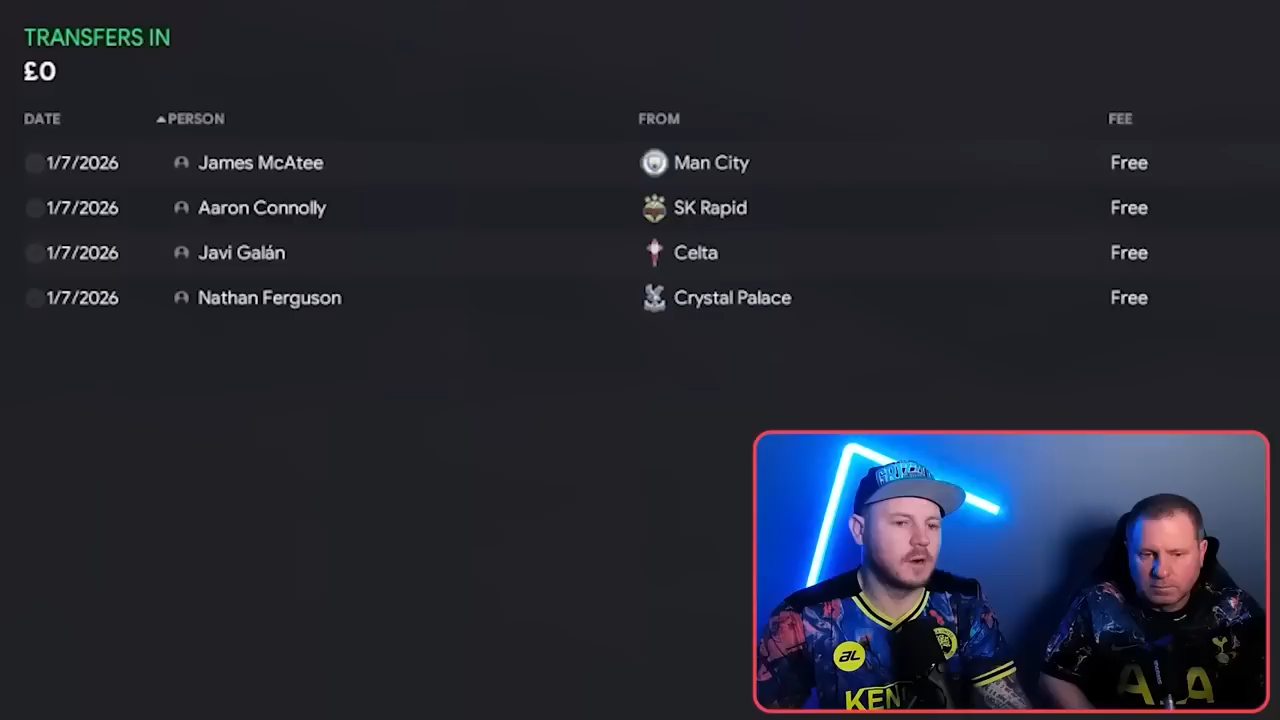 TRANSFERS IN
£0
DATE PERSON FROM FEE
1/7/2026 James McAtee Man City Free
1/7/2026 Aaron Connolly SK Rapid Free
1/7/2026 Javi Galán Celta Free
1/7/2026 Nathan Ferguson Crystal Palace Free